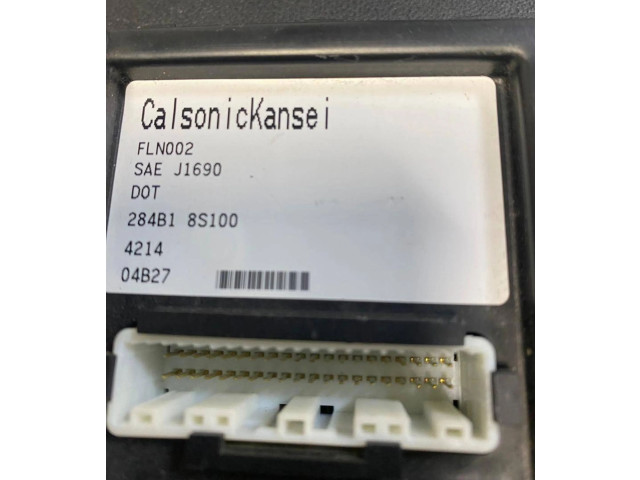 CalsonicKansei
FLN002
SAE J1690
DOT
284B1 8S100
4214
04B27